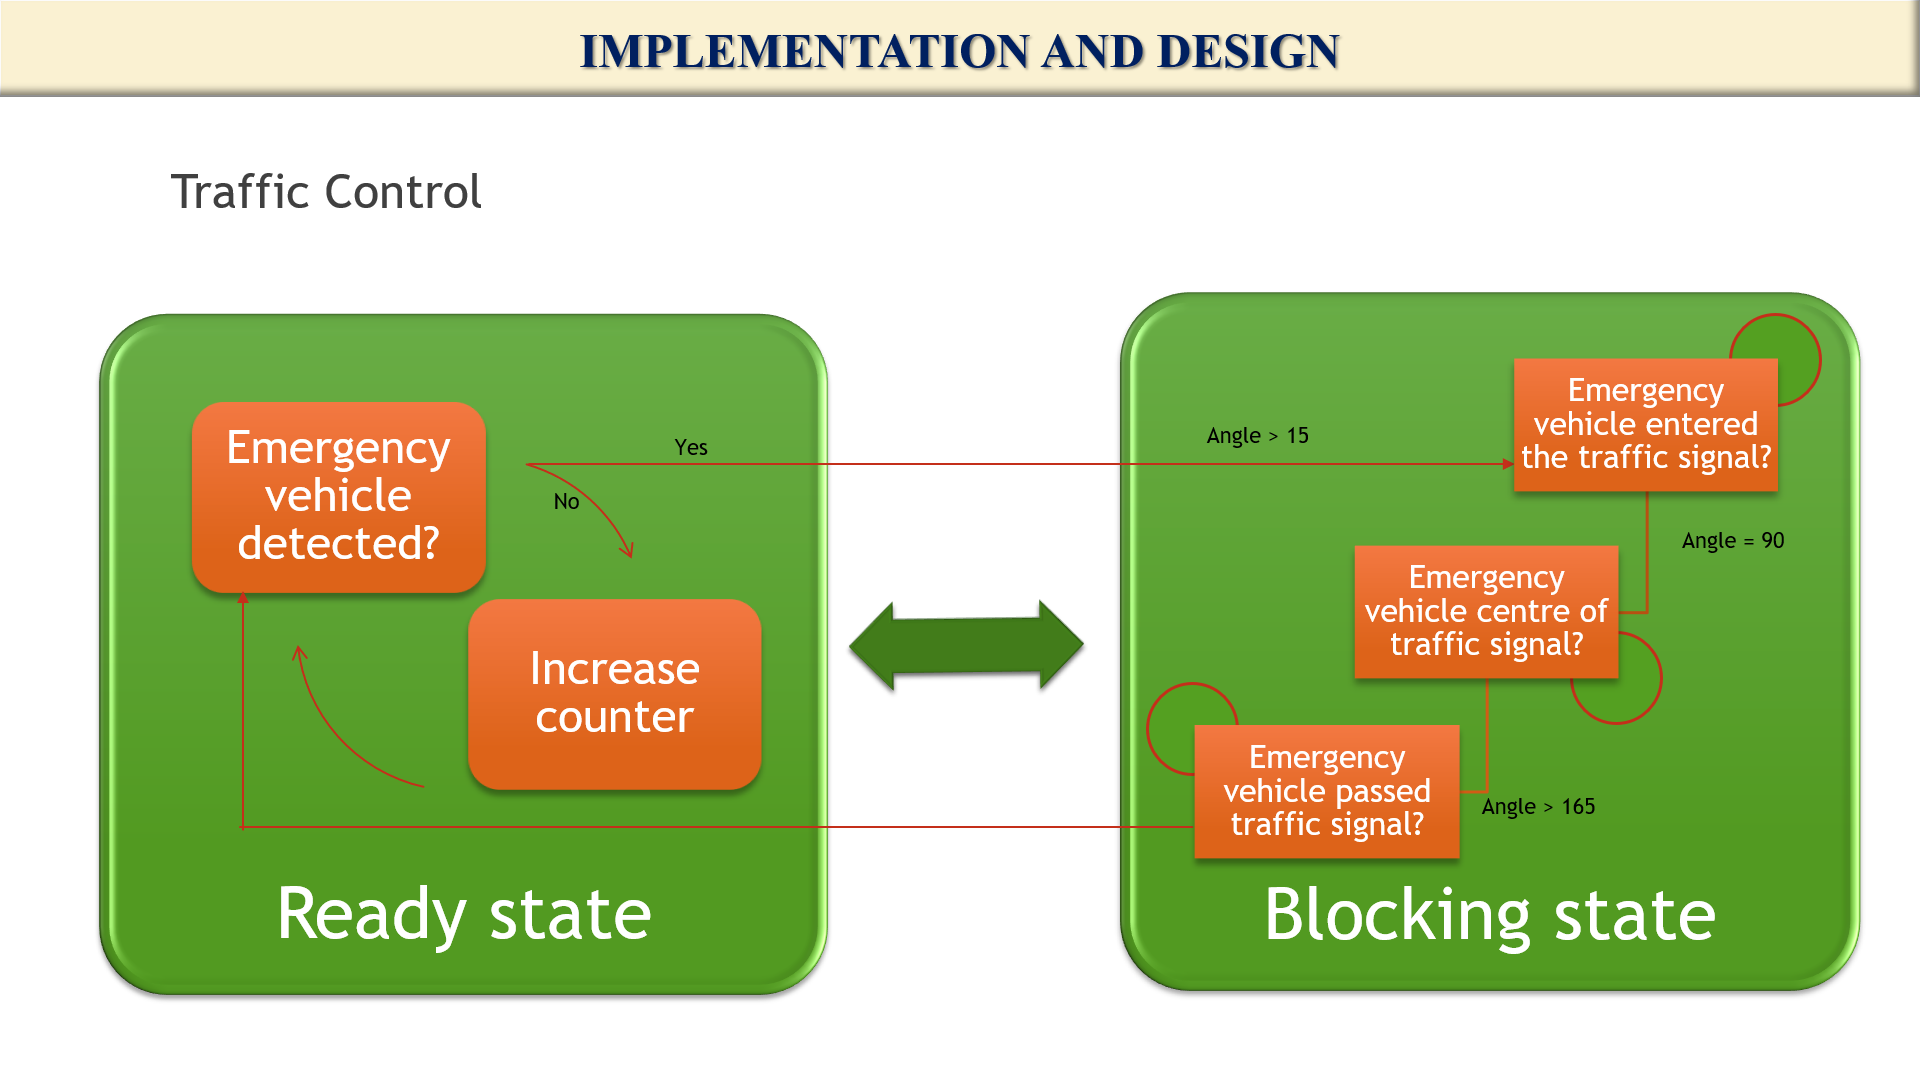 IMPLEMENTATION AND DESIGN
Traffic Control
Emergency
vehicle
detected?
Yes
No
Increase
counter
Ready state
Angle > 15
Emergency
vehicle entered
the traffic signal?
Angle = 90
Emergency
vehicle centre of
traffic signal?
Emergency
vehicle passed
traffic signal?
Angle > 165
Blocking state